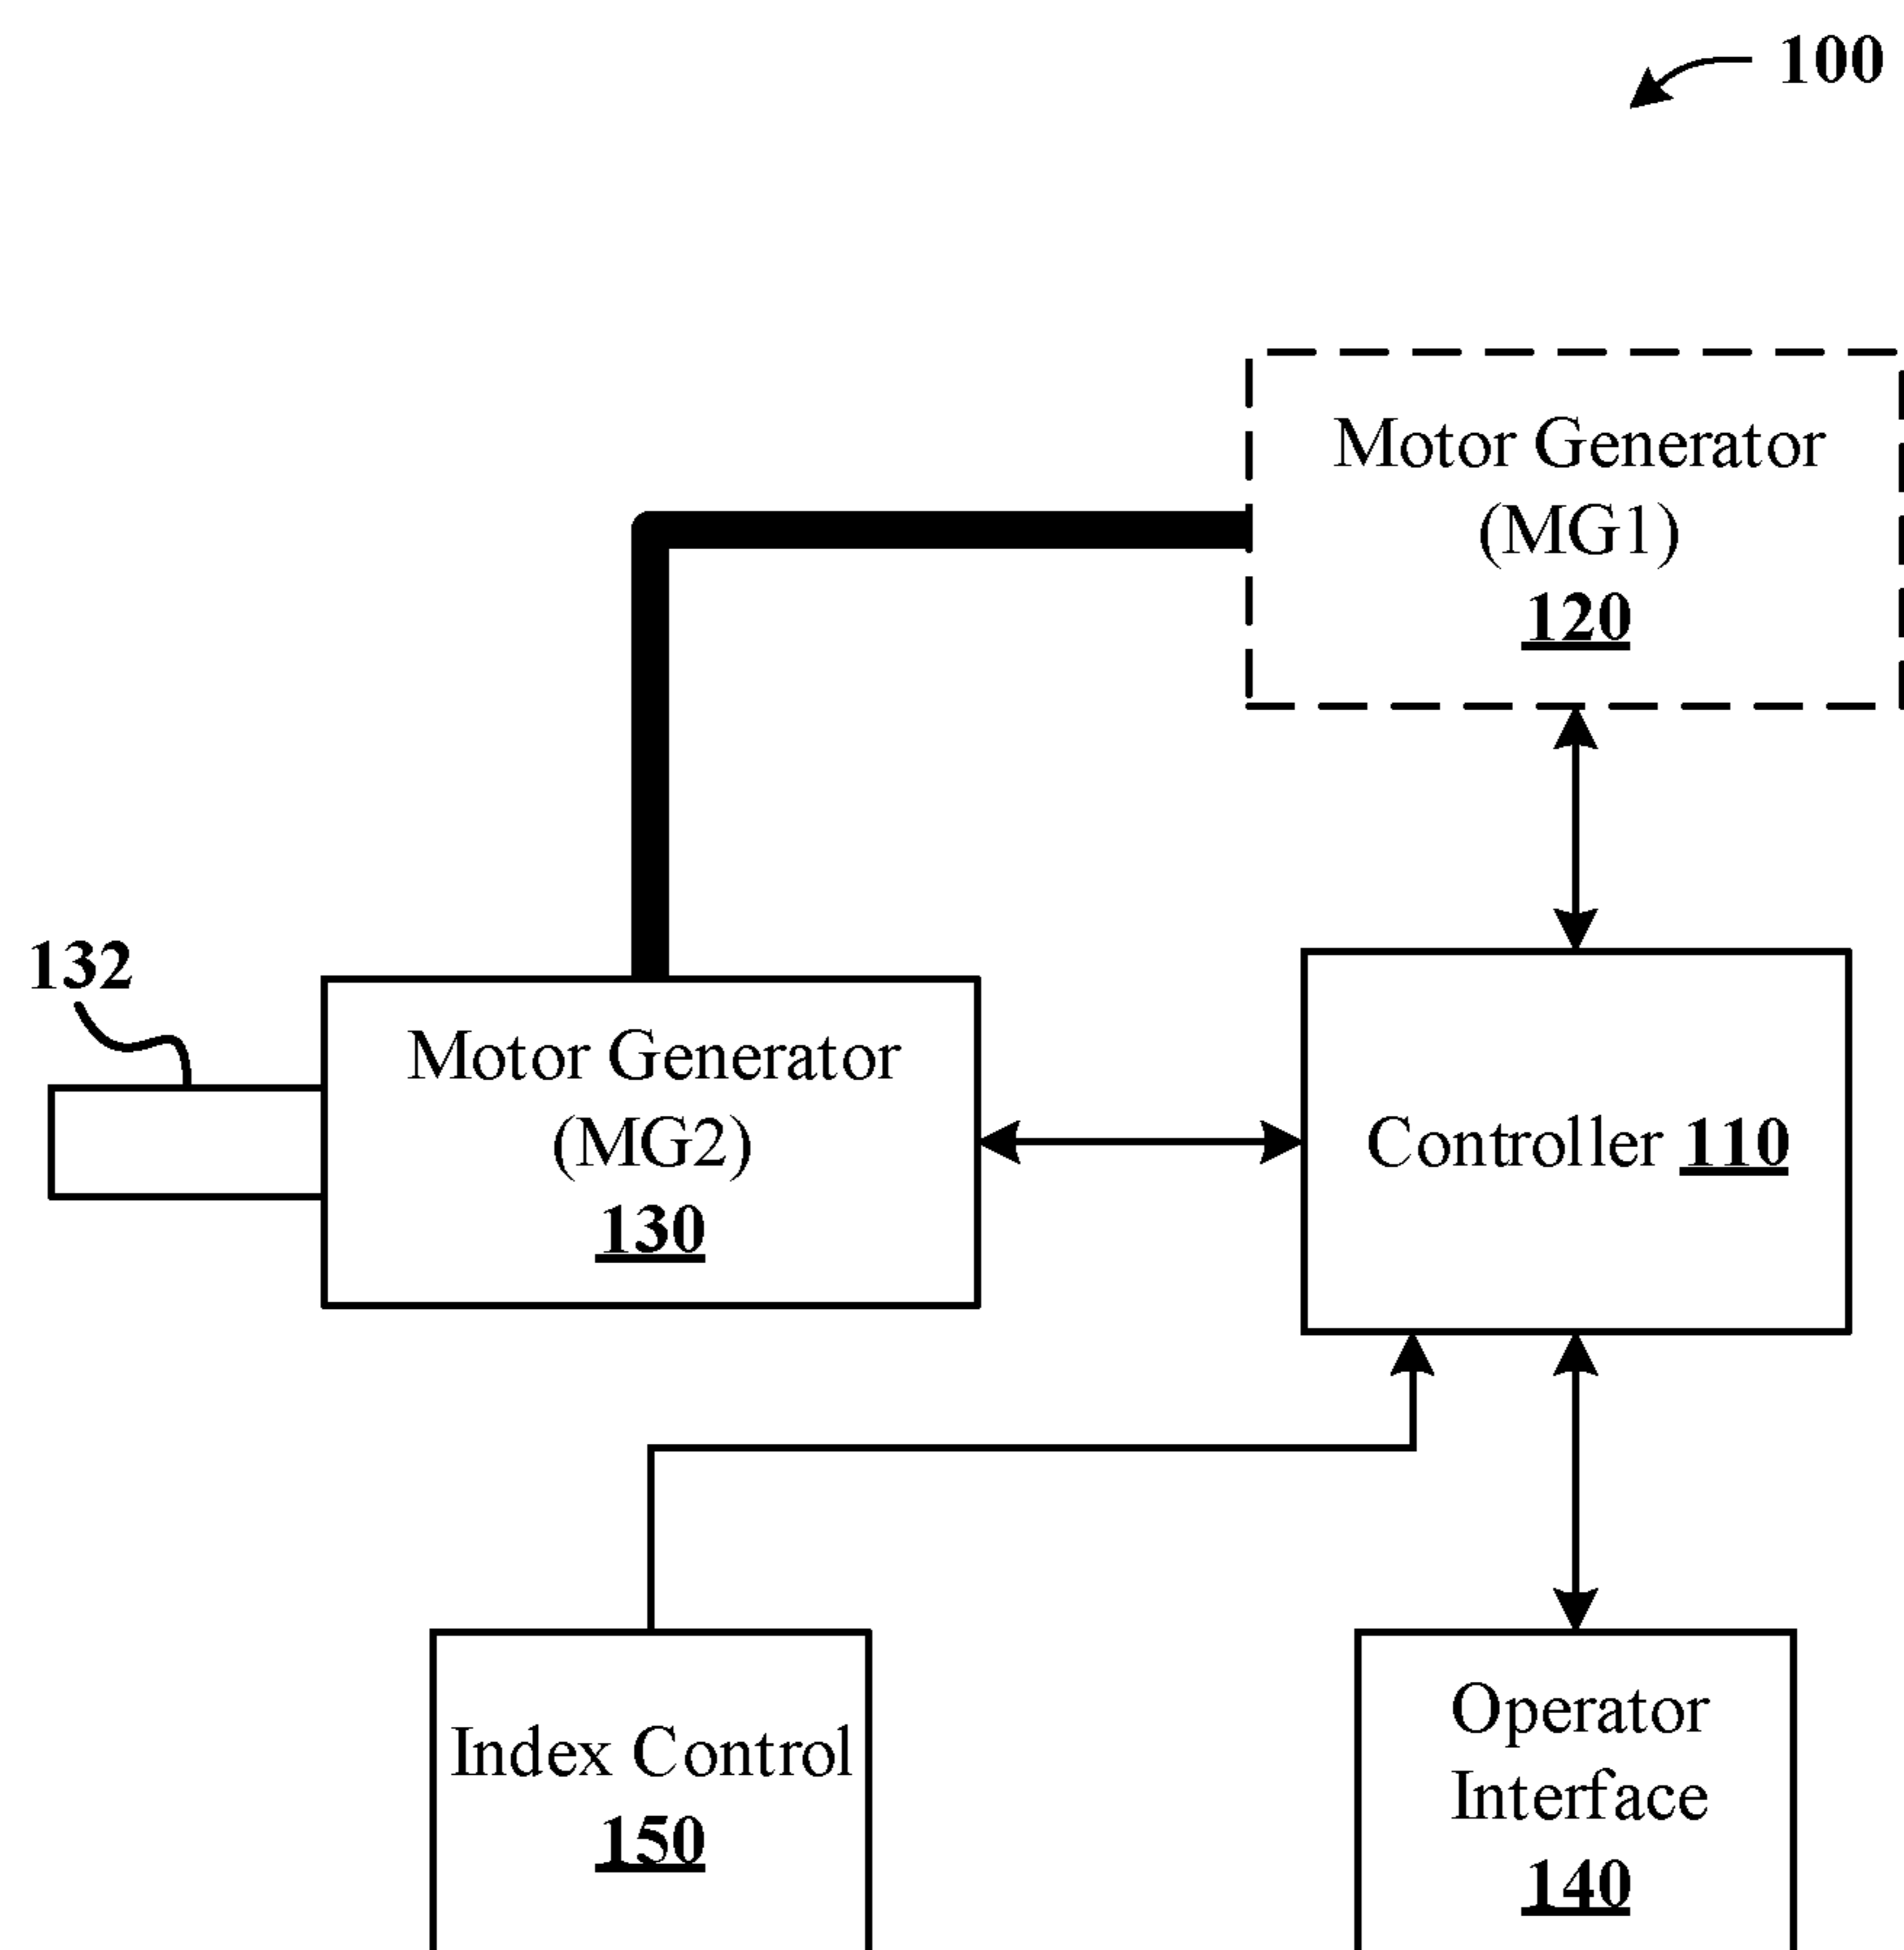 100
Motor Generator
(MG1)
120
132
Motor Generator
(MG2)
130
Controller 110
Index Control
150
Operator
Interface
140